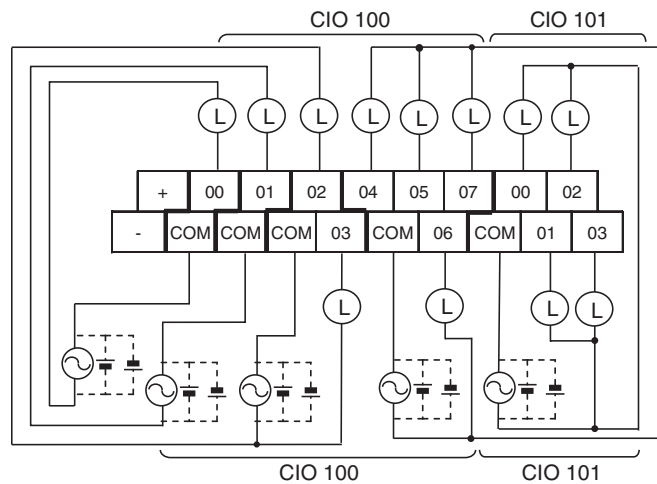 CIO 100 CIO 101
L L L L L L L L
+ 00 01 02 04 05 07 00 02
- COM COM COM 03 COM 06 COM 01 03
L L L L
CIO 100 CIO 101